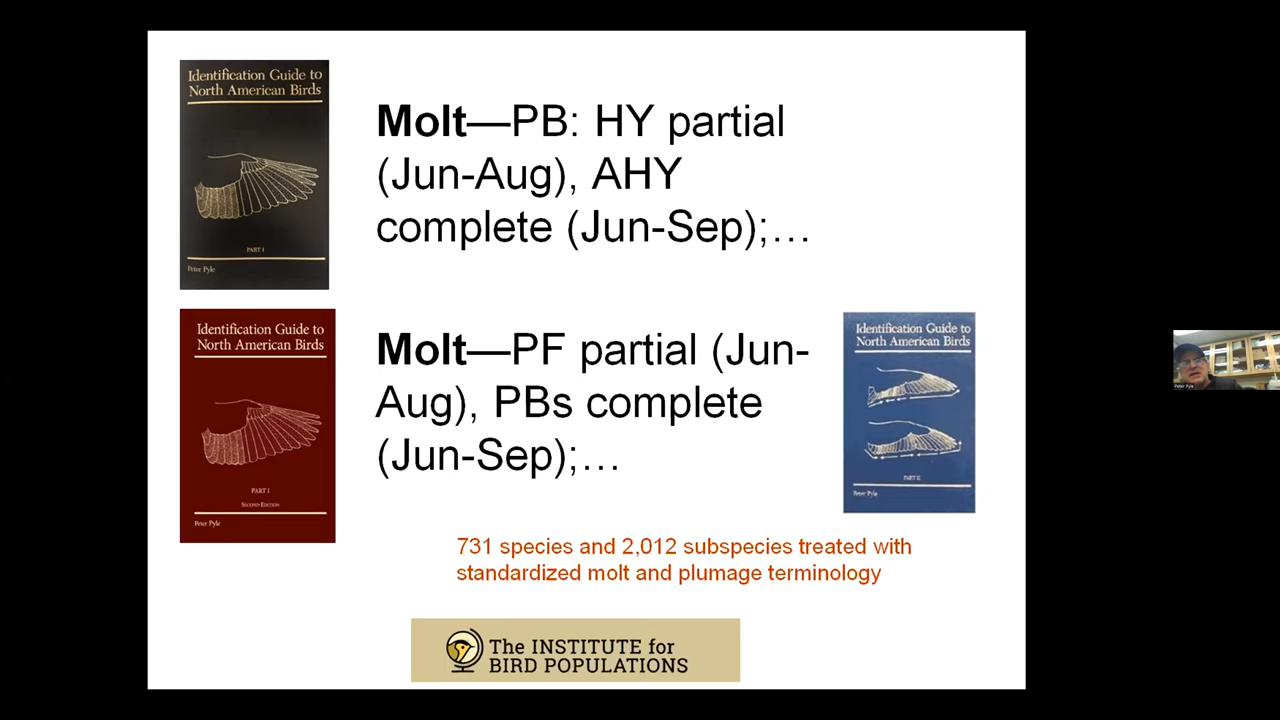 Identification Guide to
North American Birds
PART I
Peter Pyle
Molt—PB: HY partial
(Jun-Aug), AHY
complete (Jun-Sep);…
Identification Guide to
North American Birds
PART I
SECOND EDITION
Peter Pyle
Molt—PF partial (Jun-
Aug), PBs complete
(Jun-Sep);…
Identification Guide to
North American Birds
PART II
Peter Pyle
731 species and 2,012 subspecies treated with
standardized molt and plumage terminology
The INSTITUTE for
BIRD POPULATIONS
Peter Pyle